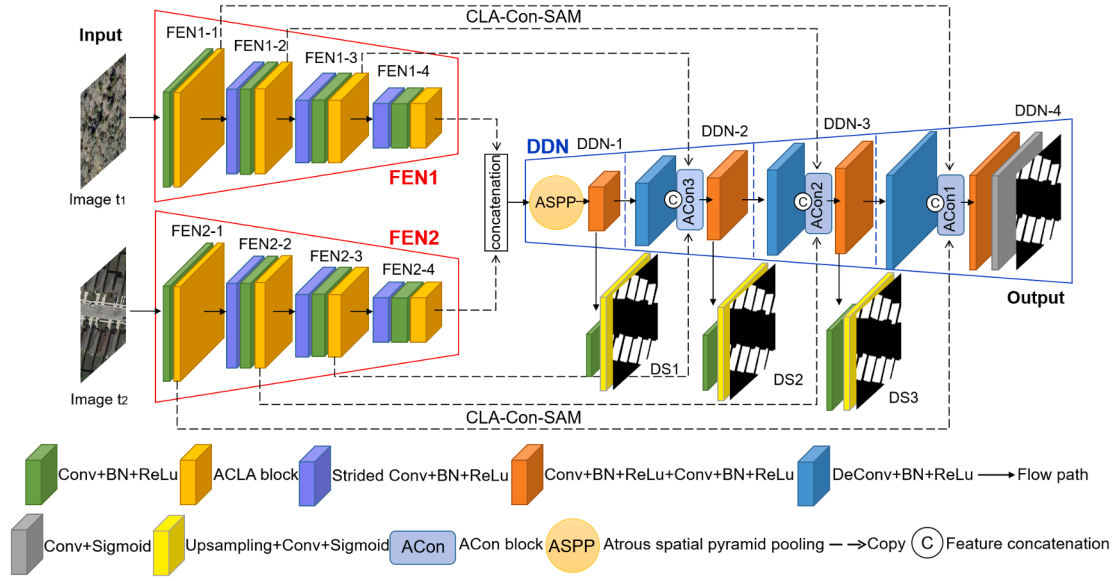 CLA-Con-SAM
Input
FEN1-1
FEN1-2
FEN1-3
FEN1-4
FEN1
Image t1
FEN2-1
FEN2-2
FEN2-3
FEN2-4
FEN2
Image t2
concatenation
DDN
DDN-1
DDN-2
DDN-3
DDN-4
ASPP
C
ACon3
C
ACon2
C
ACon1
Output
DS1
DS2
DS3
CLA-Con-SAM
Conv+BN+ReLu
ACLA block
Strided Conv+BN+ReLu
Conv+BN+ReLu+Conv+BN+ReLu
DeConv+BN+ReLu
Flow path
Conv+Sigmoid
Upsampling+Conv+Sigmoid
ACon
ACon block
ASPP
Atrous spatial pyramid pooling
Copy
C
Feature concatenation